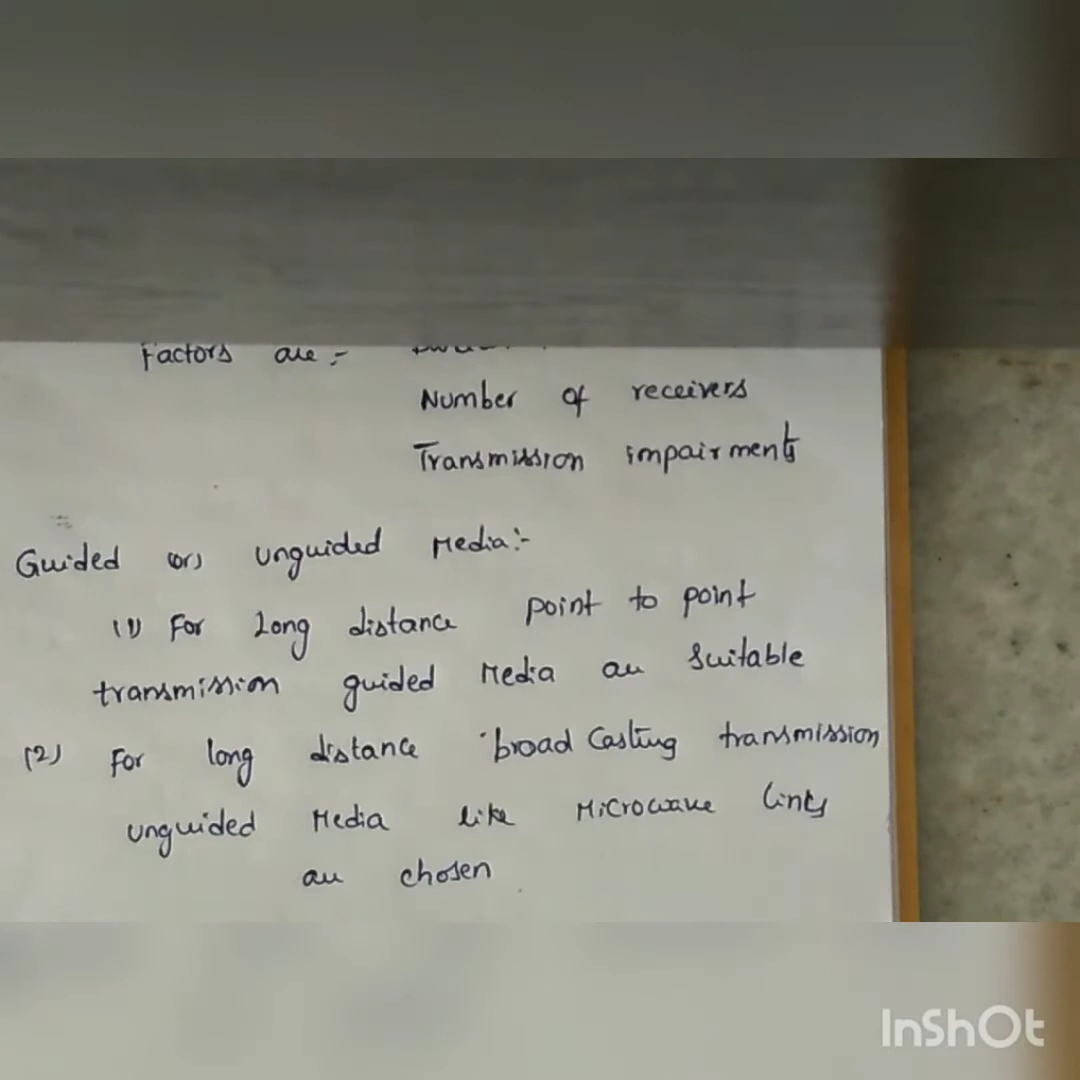 Factors are :-
Number of receivers
Transmission impairments
Guided (or) unguided Media:-
(1) For Long distance point to point
transmission guided Media are suitable
(2) For long distance broad Casting transmission
unguided Media like Microwave links
are chosen
InShOt